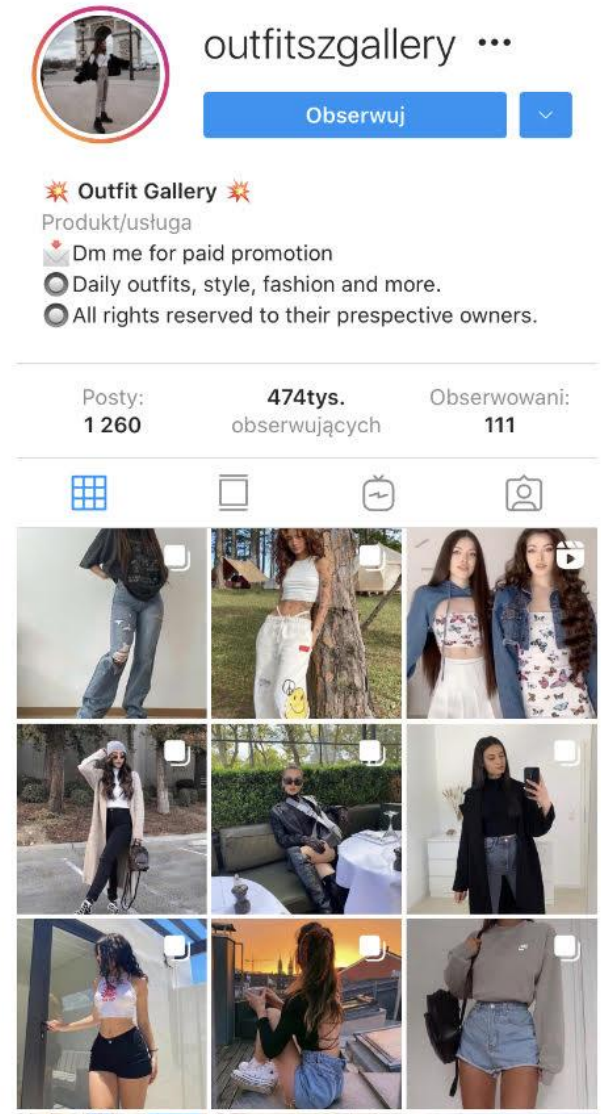 outfitszgallery
Obserwuj
Outfit Gallery
Produkt/usługa
Dm me for paid promotion
Daily outfits, style, fashion and more.
All rights reserved to their prespective owners.
Posty: 474tys. Obserwowani:
1 260 obserwujących 111